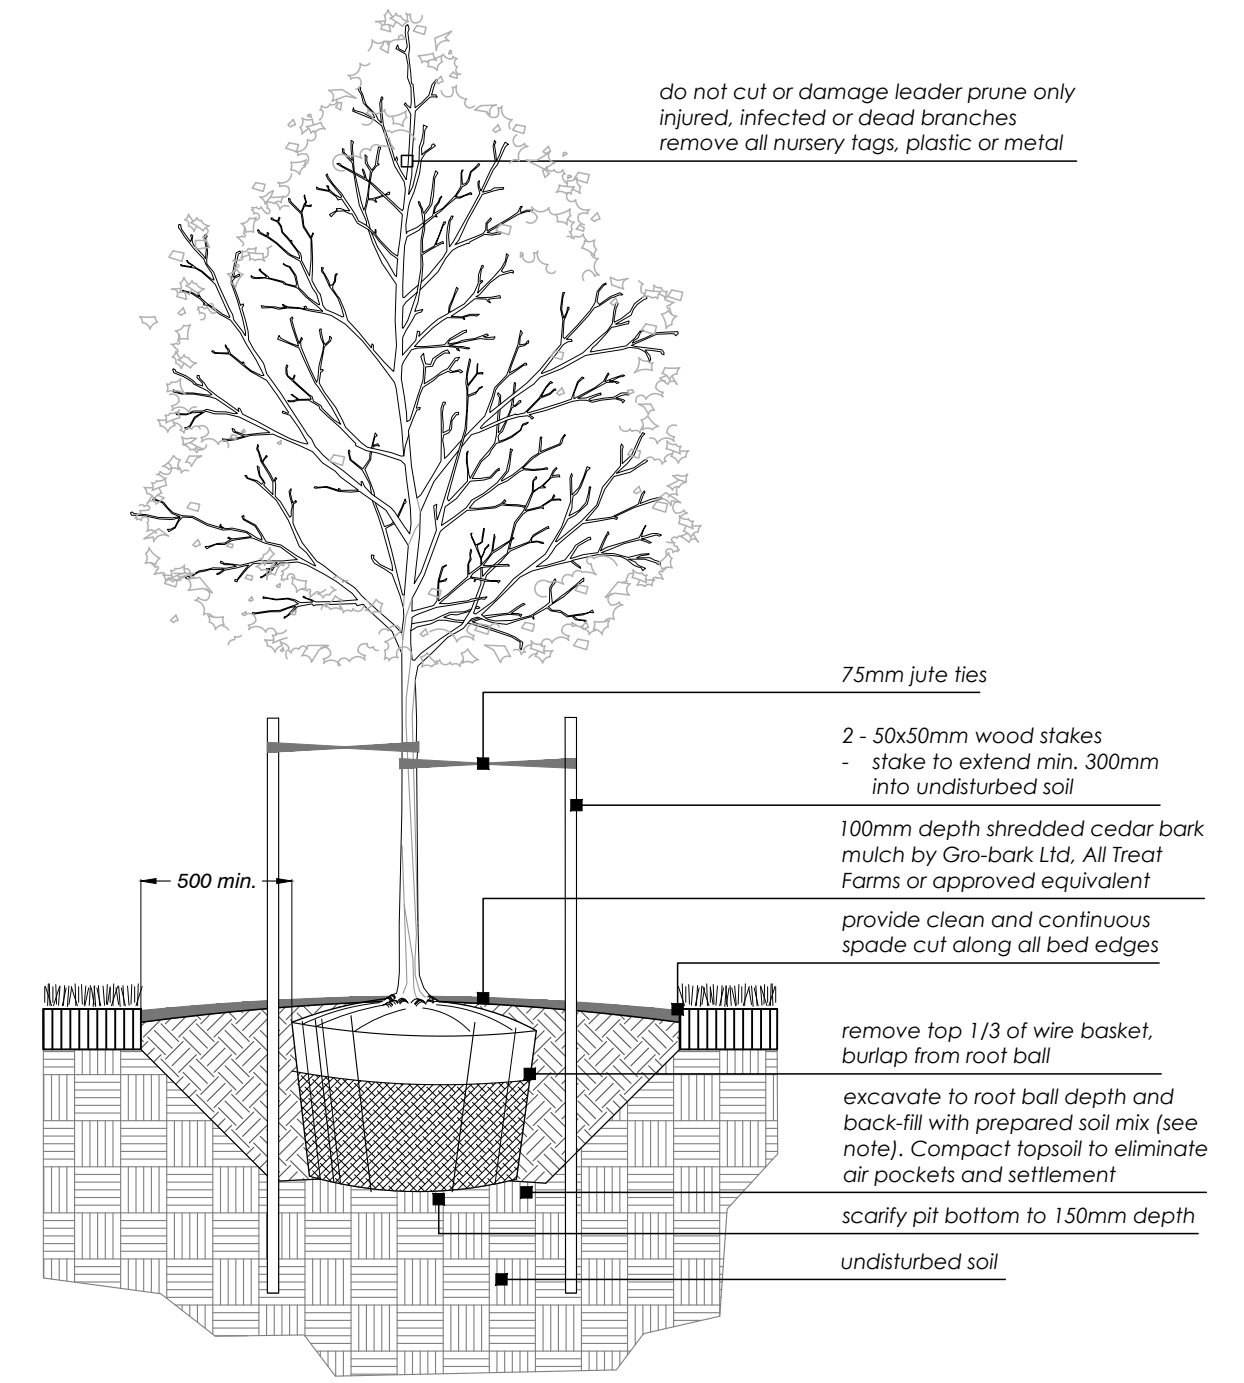 do not cut or damage leader prune only
injured, infected or dead branches
remove all nursery tags, plastic or metal
75mm jute ties
2 - 50x50mm wood stakes
- stake to extend min. 300mm
into undisturbed soil
100mm depth shredded cedar bark
mulch by Gro-bark Ltd, All Treat
Farms or approved equivalent
500 min.
provide clean and continuous
spade cut along all bed edges
remove top 1/3 of wire basket,
burlap from root ball
excavate to root ball depth and
back-fill with prepared soil mix (see
note). Compact topsoil to eliminate
air pockets and settlement
scarify pit bottom to 150mm depth
undisturbed soil